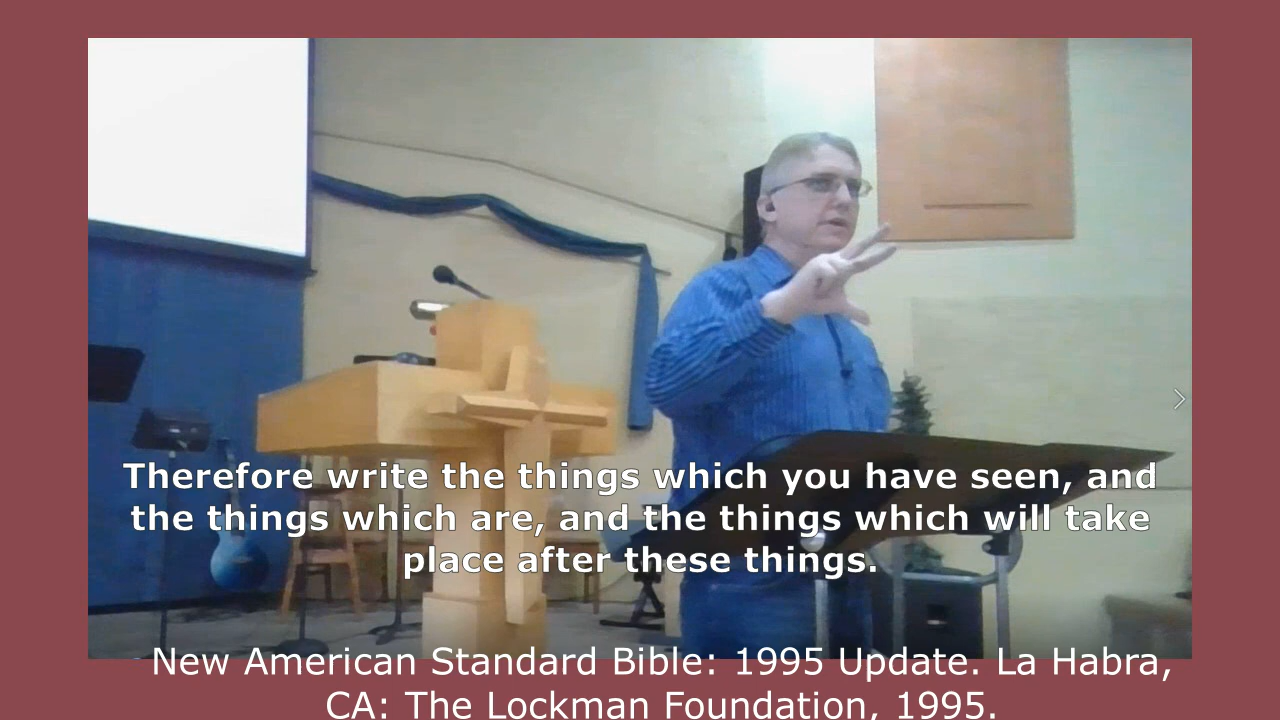 Therefore write the things which you have seen, and
the things which are, and the things which will take
place after these things.
New American Standard Bible: 1995 Update. La Habra,
CA: The Lockman Foundation, 1995.